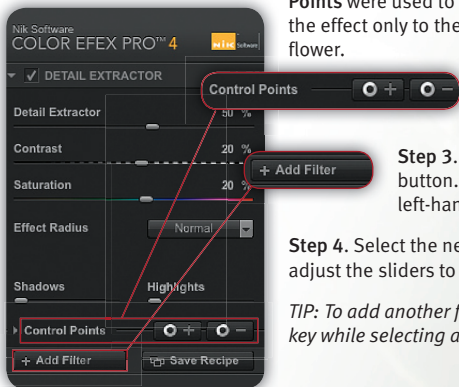 Points were used to
the effect only to the
flower.
Nik Software
COLOR EFEX PRO™ 4
nik Software
DETAIL EXTRACTOR
Detail Extractor
50 %
Contrast
20 %
Saturation
20 %
Effect Radius
Normal
Shadows Highlights
Control Points
+ Add Filter
Save Recipe
Control Points
+ Add Filter
Step 3.
button.
left-han
Step 4. Select the ne
adjust the sliders to
TIP: To add another f
key while selecting a